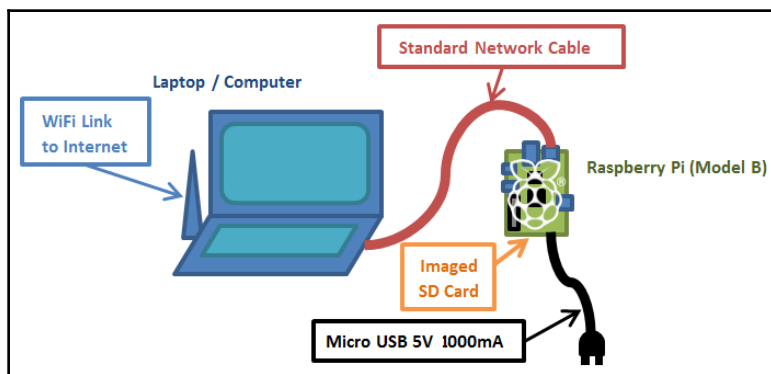 Standard Network Cable
Laptop / Computer
WiFi Link
to Internet
Raspberry Pi (Model B)
®
Imaged
SD Card
Micro USB 5V 1000mA